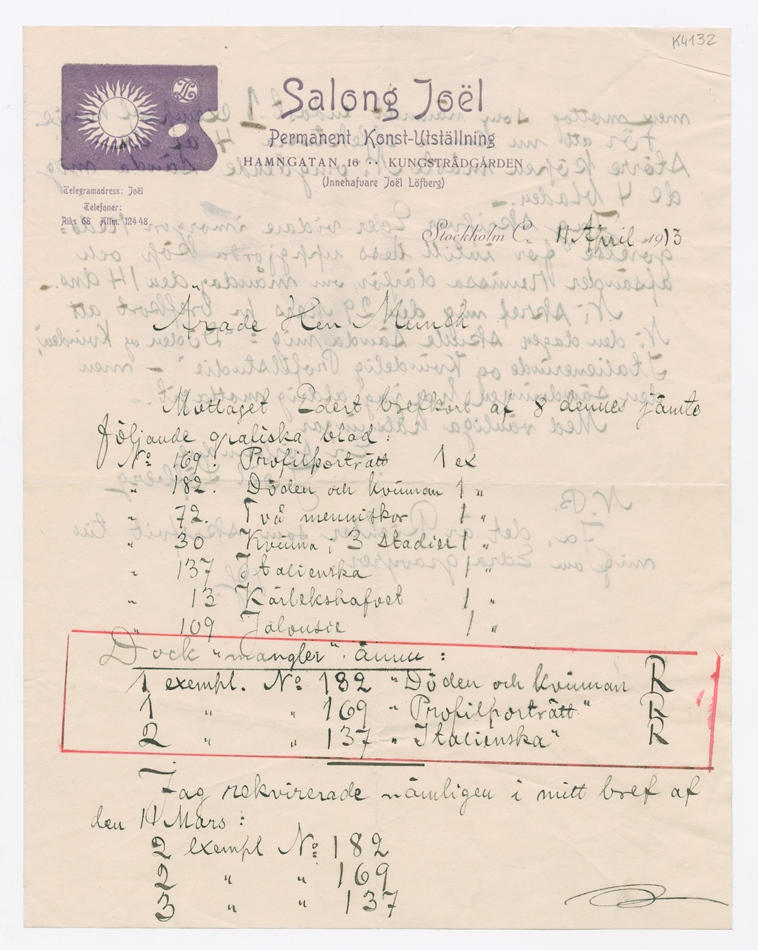 K4132
Salong Joël
Permanent Konst-Utställning
HAMNGATAN 16 ·· KUNGSTRÄDGÅRDEN
(Innehafvare Joël Löfberg)
Telegramadress: Joël
Telefoner:
Riks 68 Allm. 124 48.
Stockholm C. 11 April 1913
Ärade Herr Munch
Mottaget Edert brefkort af 8 dennes jämte
följande grafiska blad:
No 169. Profilporträtt 1 ex
" 182. Döden och kvinnan 1 "
" 72. Två menniskor 1 "
" 30 Kvinna i 3 stadier 1 "
" 137 Italienska 1 "
" 13 Kärlekshafvet 1 "
" 109 Jalousie 1 "
Dock "mangler" ännu:
1 exempl. No 182 "Döden och kvinnan R
1 " " 169 "Profilporträtt" R
2 " " 137 "Italienska" R
Jag rekvirerade nämligen i mitt bref af
den 14 Mars:
2 exempl No 182
2 " " 169
3 " " 137